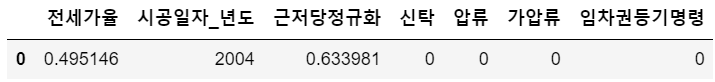 전세가율 시공일자_년도 근저당정규화 신탁 압류 가압류 임차권등기명령
0 0.495146 2004 0.633981 0 0 0 0